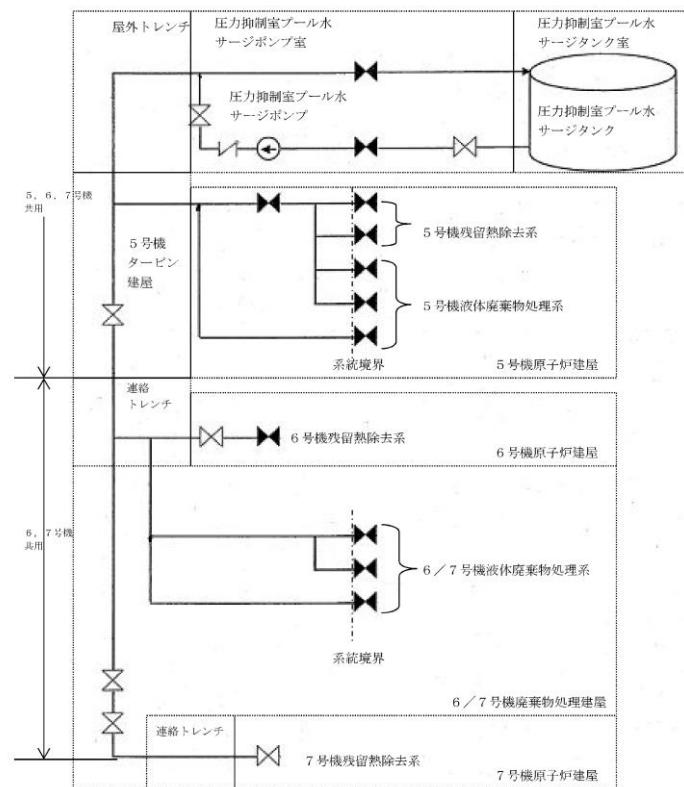 屋外トレンチ
圧力抑制室プール水
サージポンプ室
圧力抑制室プール水
サージタンク室
圧力抑制室プール水
サージポンプ
圧力抑制室プール水
サージタンク
5，6，7号機
共用
5号機
タービン
建屋
5号機残留熱除去系
5号機液体廃棄物処理系
系統境界
5号機原子炉建屋
連絡
トレンチ
6号機残留熱除去系
6号機原子炉建屋
6，7号機
共用
6／7号機液体廃棄物処理系
系統境界
6／7号機廃棄物処理建屋
連絡トレンチ
7号機残留熱除去系
7号機原子炉建屋